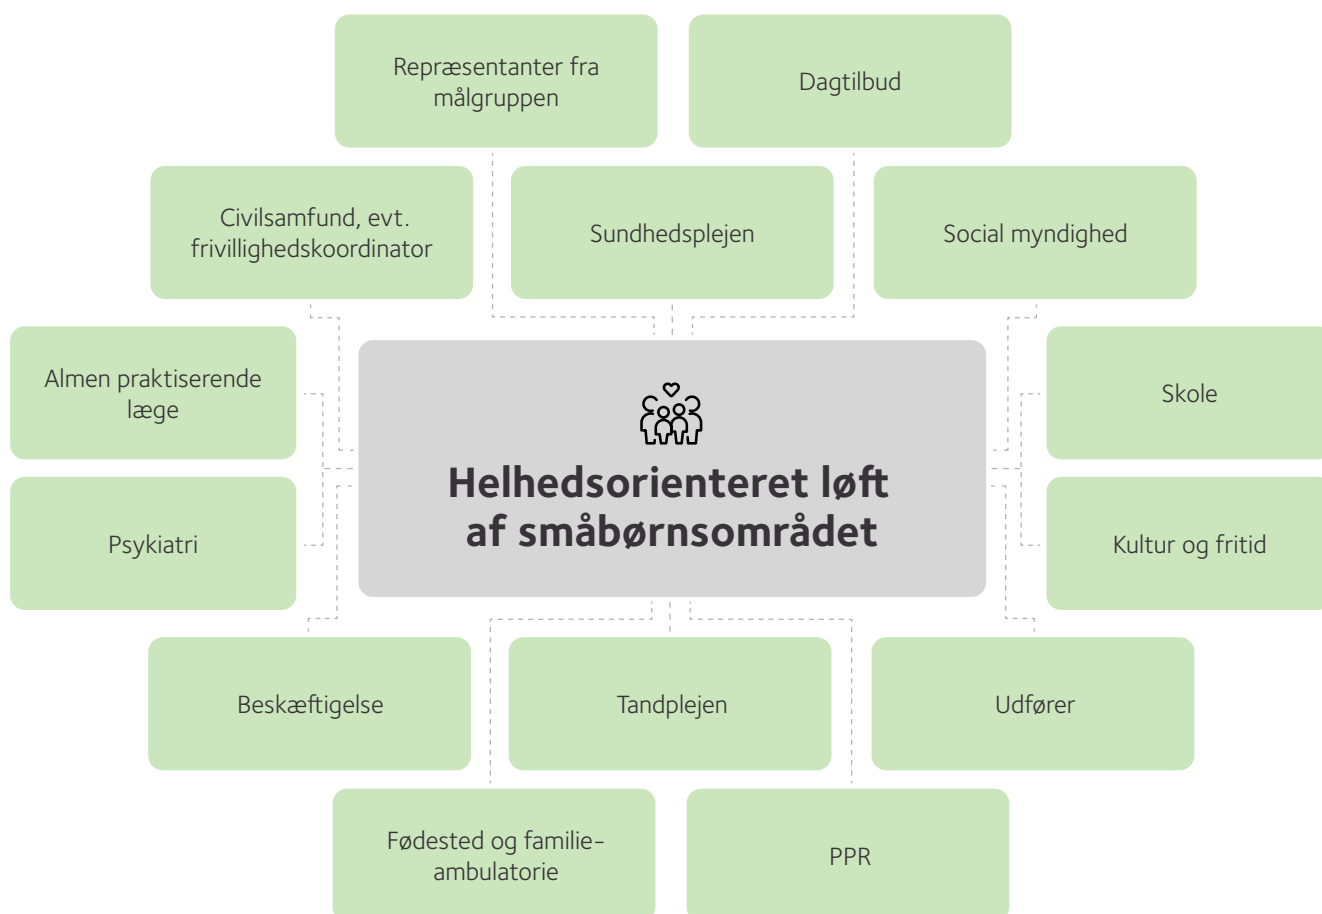 Repræsentanter fra
målgruppen
Dagtilbud
Civilsamfund, evt.
frivillighedskoordinator
Sundhedsplejen
Social myndighed
Almen praktiserende
læge
Skole
Helhedsorienteret løft
af småbørnsområdet
Psykiatri
Kultur og fritid
Beskæftigelse
Tandplejen
Udfører
Fødested og familie-
ambulatorie
PPR